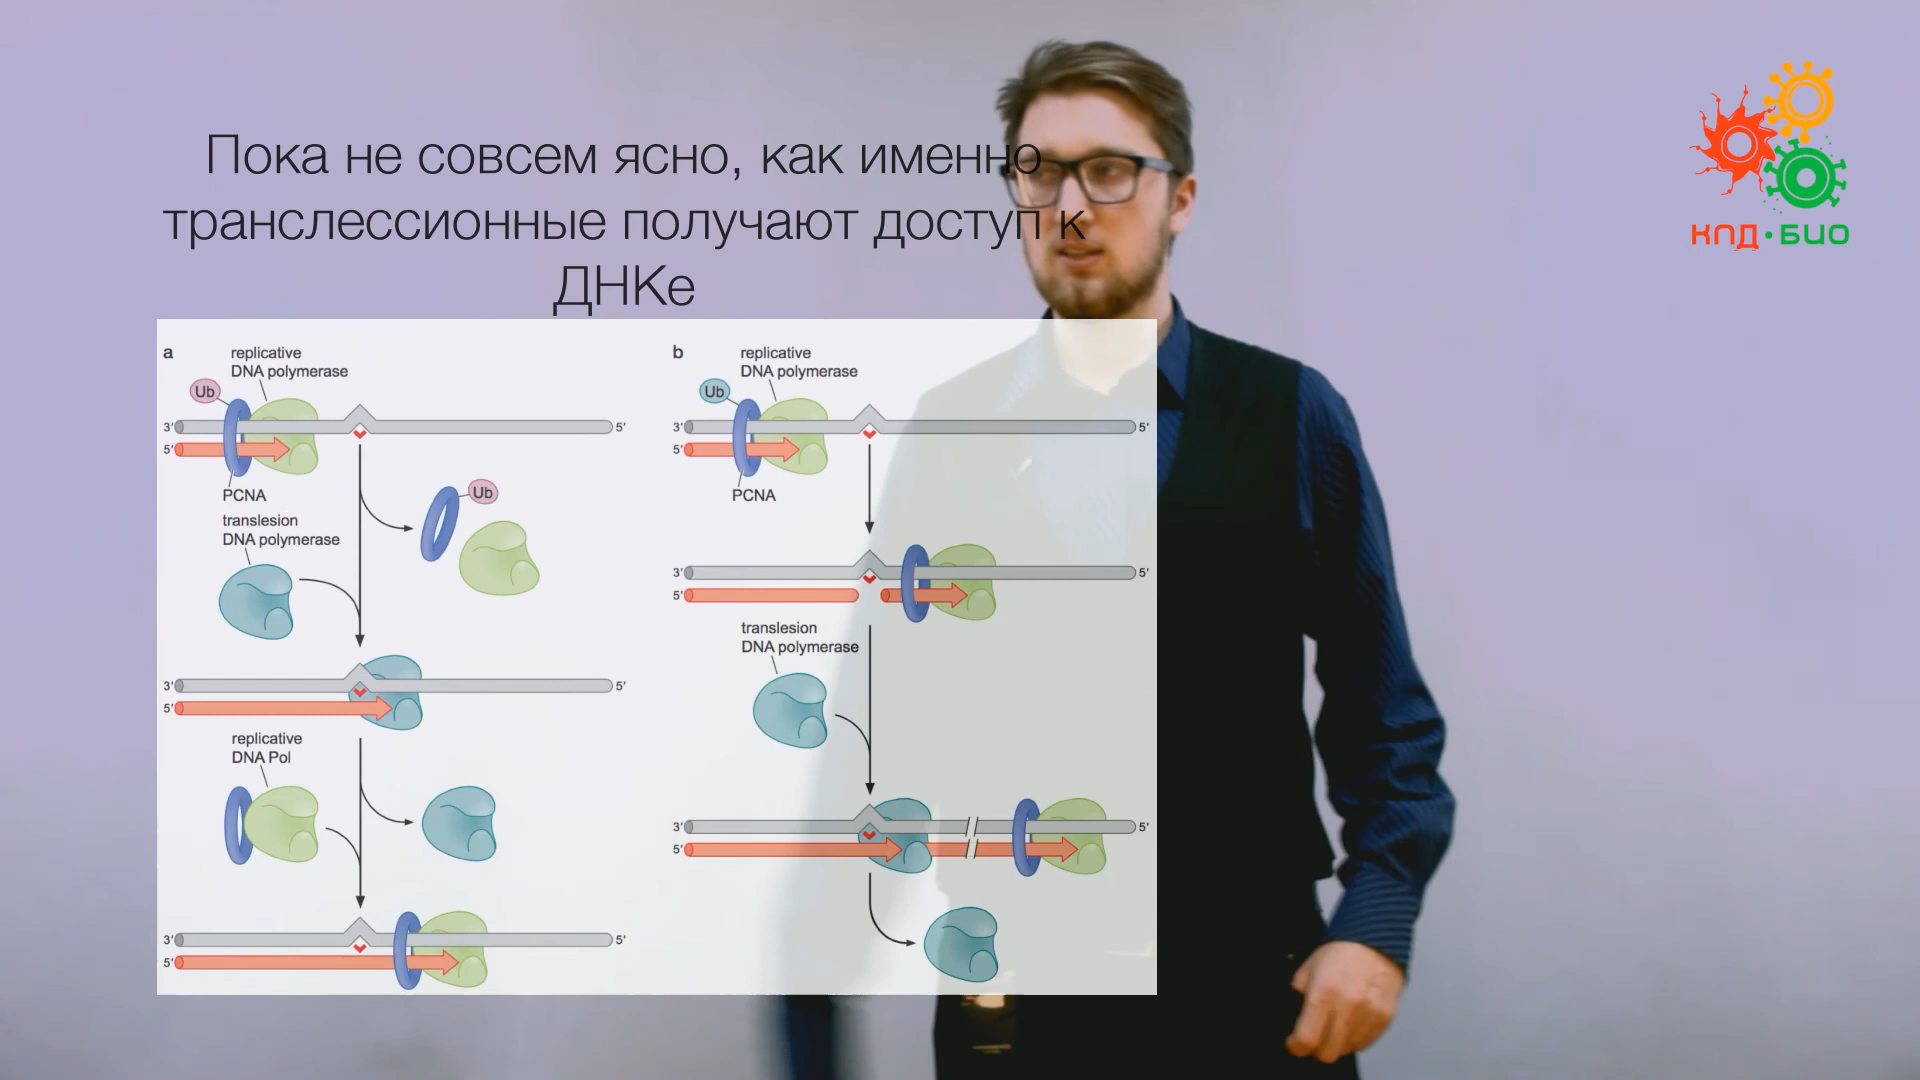 Пока не совсем ясно, как именно
транслессионные получают доступ к
ДНКе
КПД·БИО
a
replicative
DNA polymerase
Ub
3′
5′
5′
PCNA
Ub
translesion
DNA polymerase
3′
5′
5′
replicative
DNA Pol
3′
5′
5′
b
replicative
DNA polymerase
Ub
3′
5′
5′
PCNA
3′
5′
5′
translesion
DNA polymerase
3′
5′
5′